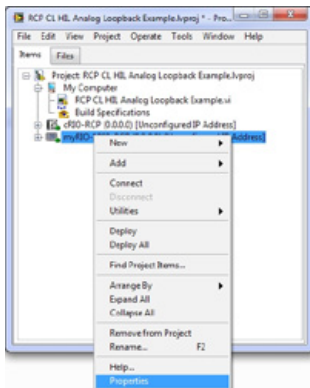 RCP CL HIL Analog Loopback Example.lvproj * - Pro...
File Edit View Project Operate Tools Window Help
Items Files
Project: RCP CL HIL Analog Loopback Example.lvproj
My Computer
RCP CL HIL Analog Loopback Example.vi
Build Specifications
cRIO-RCP (0.0.0.0) [Unconfigured IP Address]
Address]
New
Add
Connect
Disconnect
Utilities
Deploy
Deploy All
Find Project Items...
Arrange By
Expand All
Collapse All
Remove from Project
Rename... F2
Help...
Properties